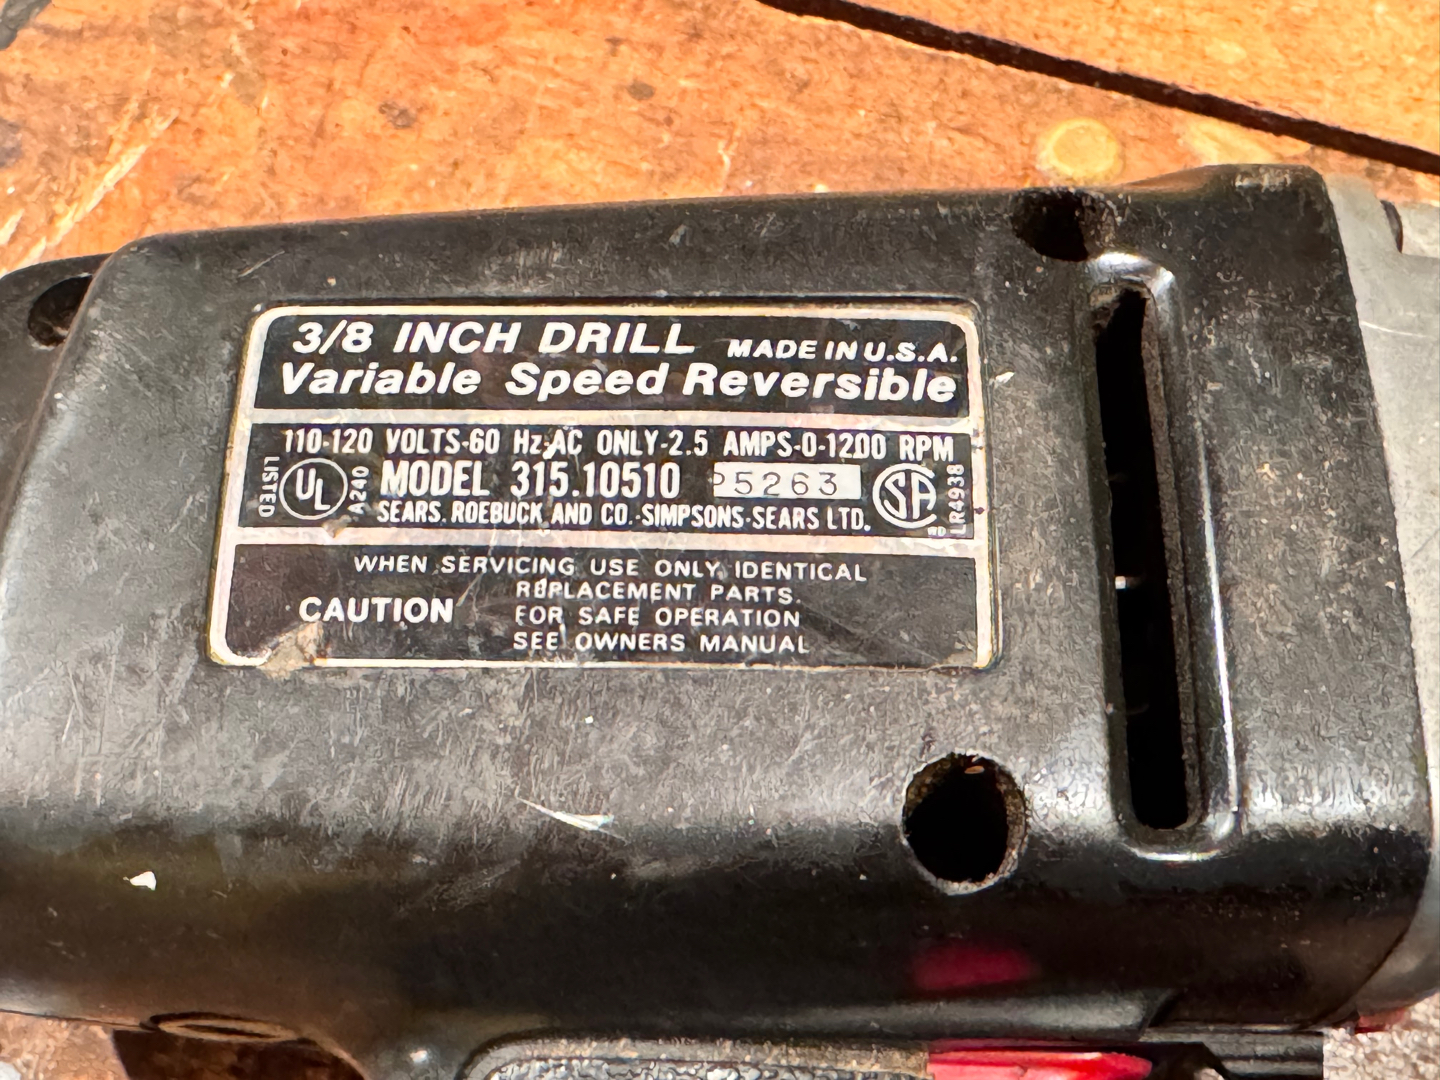 3/8 INCH DRILL MADE IN U.S.A.
Variable Speed Reversible
110-120 VOLTS-60 Hz-AC ONLY-2.5 AMPS-0-1200 RPM
LISTED UL A240 MODEL 315.10510 P5263 SA LR4938
SEARS, ROEBUCK AND CO.-SIMPSONS-SEARS LTD.
WHEN SERVICING USE ONLY IDENTICAL
REPLACEMENT PARTS.
CAUTION FOR SAFE OPERATION
SEE OWNERS MANUAL